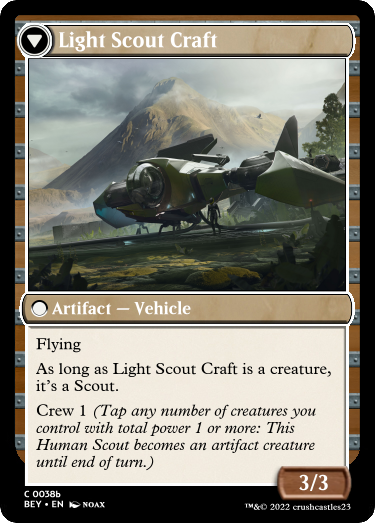 Light Scout Craft
Artifact — Vehicle
Flying
As long as Light Scout Craft is a creature,
it's a Scout.
Crew 1 (Tap any number of creatures you
control with total power 1 or more: This
Human Scout becomes an artifact creature
until end of turn.)
3/3
C 0038b
BEY • EN NOAX
™&© 2022 crushcastles23